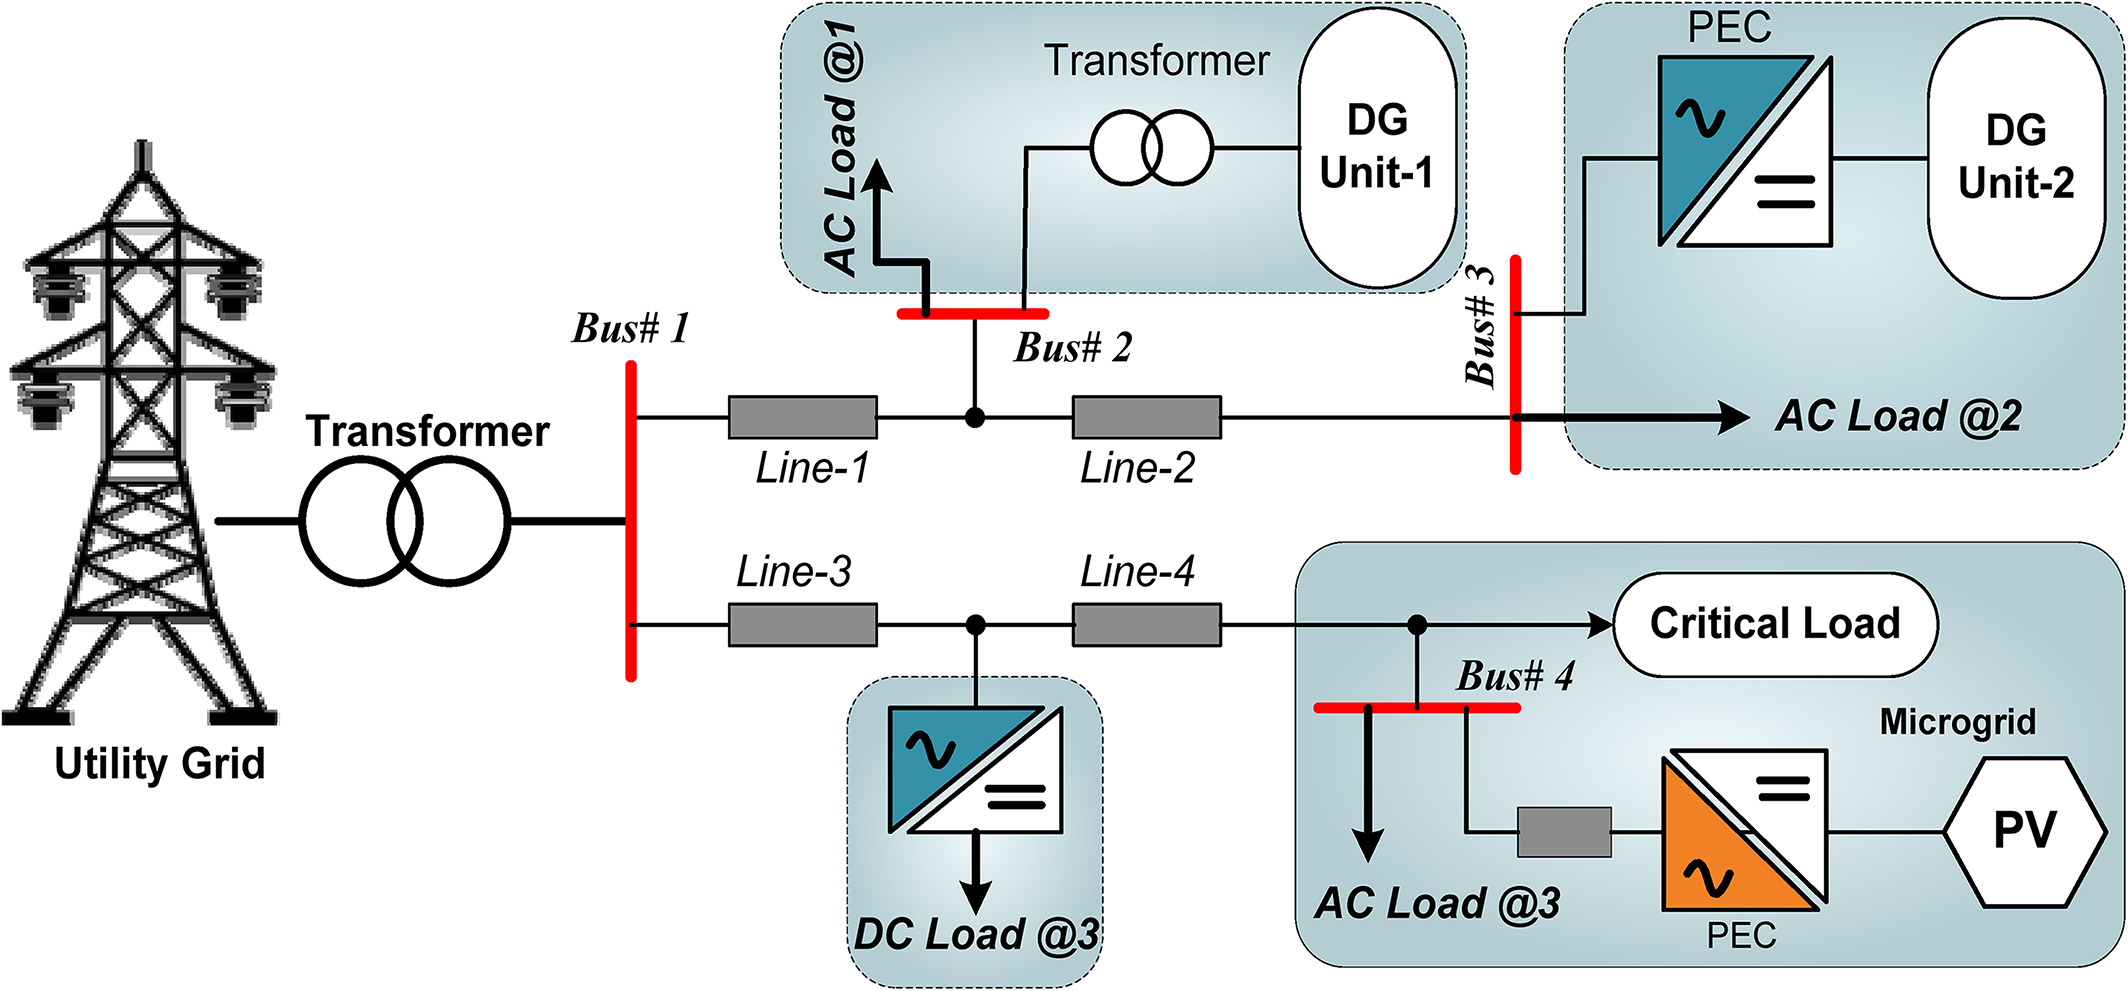 PEC
AC Load @1
Transformer
DG
Unit-1
DG
Unit-2
Bus# 3
Bus# 1
Bus# 2
Transformer
AC Load @2
Line-1
Line-2
Line-3
Line-4
Critical Load
Bus# 4
Microgrid
Utility Grid
PV
AC Load @3
DC Load @3
PEC